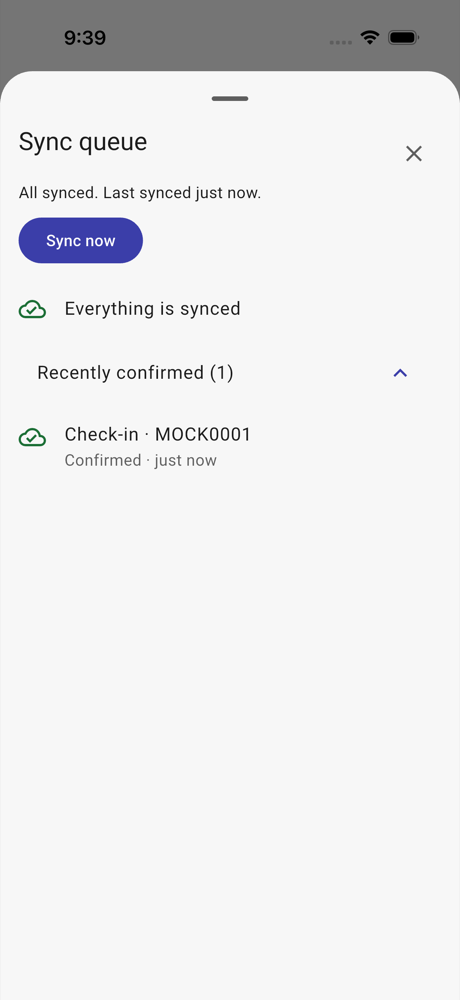 9:39
Sync queue
All synced. Last synced just now.
Sync now
Everything is synced
Recently confirmed (1)
Check-in · MOCK0001
Confirmed · just now